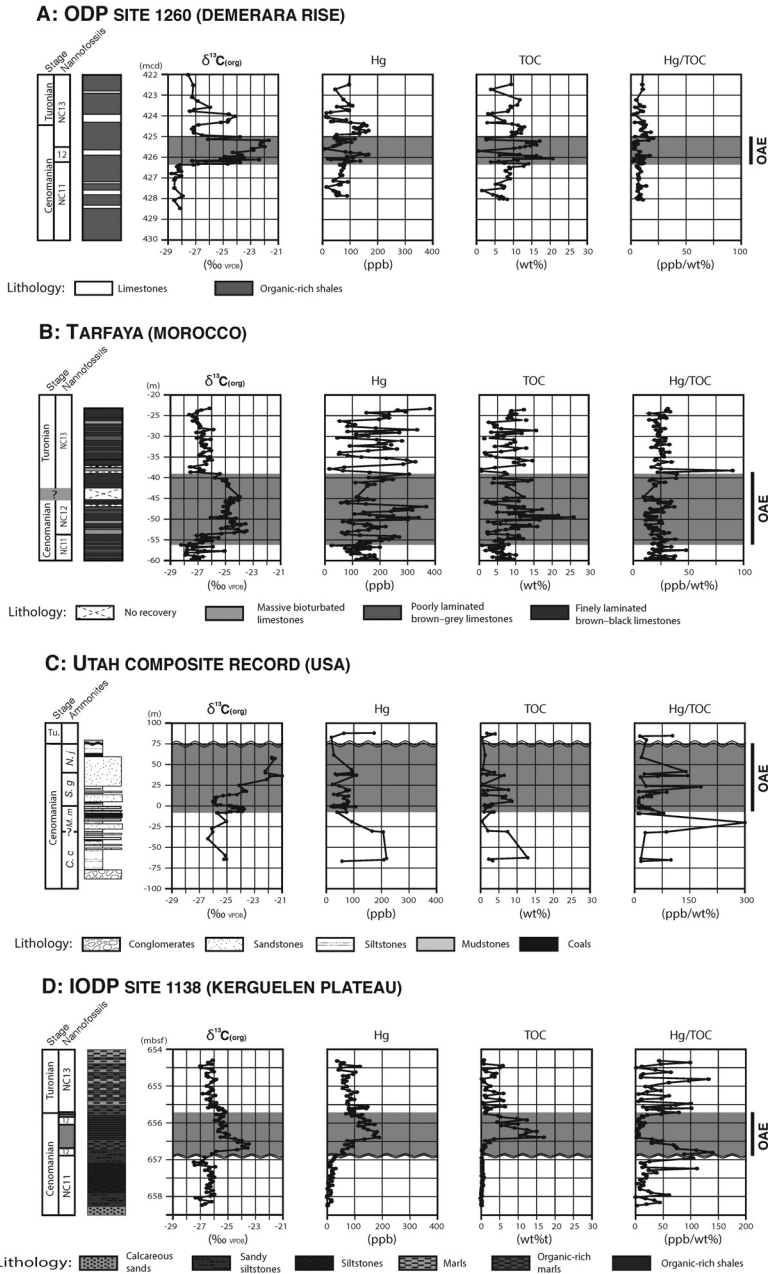 A: ODP SITE 1260 (DEMERARA RISE)
Stage
Nannofossils
(mcd)
δ¹³C(org)
Hg
TOC
Hg/TOC
422
423
424
425
426
427
428
429
430
Turonian
Cenomanian
NC13
12
NC11
OAE
-29 -27 -25 -23 -21
0 100 200 300 400
0 5 10 15 20 25 30
0 50 100
(‰ VPDB)
(ppb)
(wt%)
(ppb/wt%)
Lithology: Limestones Organic-rich shales
B: TARFAYA (MOROCCO)
Stage
Nannofossils
(m)
δ¹³C(org)
Hg
TOC
Hg/TOC
-20
-25
-30
-35
-40
-45
-50
-55
-60
Turonian
?
Cenomanian
NC13
NC12
NC11
OAE
-29 -27 -25 -23 -21
0 100 200 300 400
0 5 10 15 20 25 30
0 50 100
(‰ VPDB)
(ppb)
(wt%)
(ppb/wt%)
Lithology: No recovery
Massive bioturbated
limestones
Poorly laminated
brown–grey limestones
Finely laminated
brown–black limestones
C: UTAH COMPOSITE RECORD (USA)
Stage
Ammonites
(m)
δ¹³C(org)
Hg
TOC
Hg/TOC
100
75
50
25
0
-25
-50
-75
-100
Tu.
Cenomanian
N. j
S. g
M. m
?
C. c
OAE
-29 -27 -25 -23 -21
0 100 200 300 400
0 5 10 15 20 25 30
0 150 300
(‰ VPDB)
(ppb)
(wt%)
(ppb/wt%)
Lithology: Conglomerates Sandstones Siltstones Mudstones Coals
D: IODP SITE 1138 (KERGUELEN PLATEAU)
Stage
Nannofossils
(mbsf)
δ¹³C(org)
Hg
TOC
Hg/TOC
654
655
656
657
658
Turonian
Cenomanian
NC13
12
12
NC11
OAE
-29 -27 -25 -23 -21
0 100 200 300 400
0 5 10 15 20 25 30
0 50 100 150 200
(‰ VPDB)
(ppb)
(wt%t)
(ppb/wt%)
Lithology:
Calcareous
sands
Sandy
siltstones
Siltstones
Marls
Organic-rich
marls
Organic-rich shales